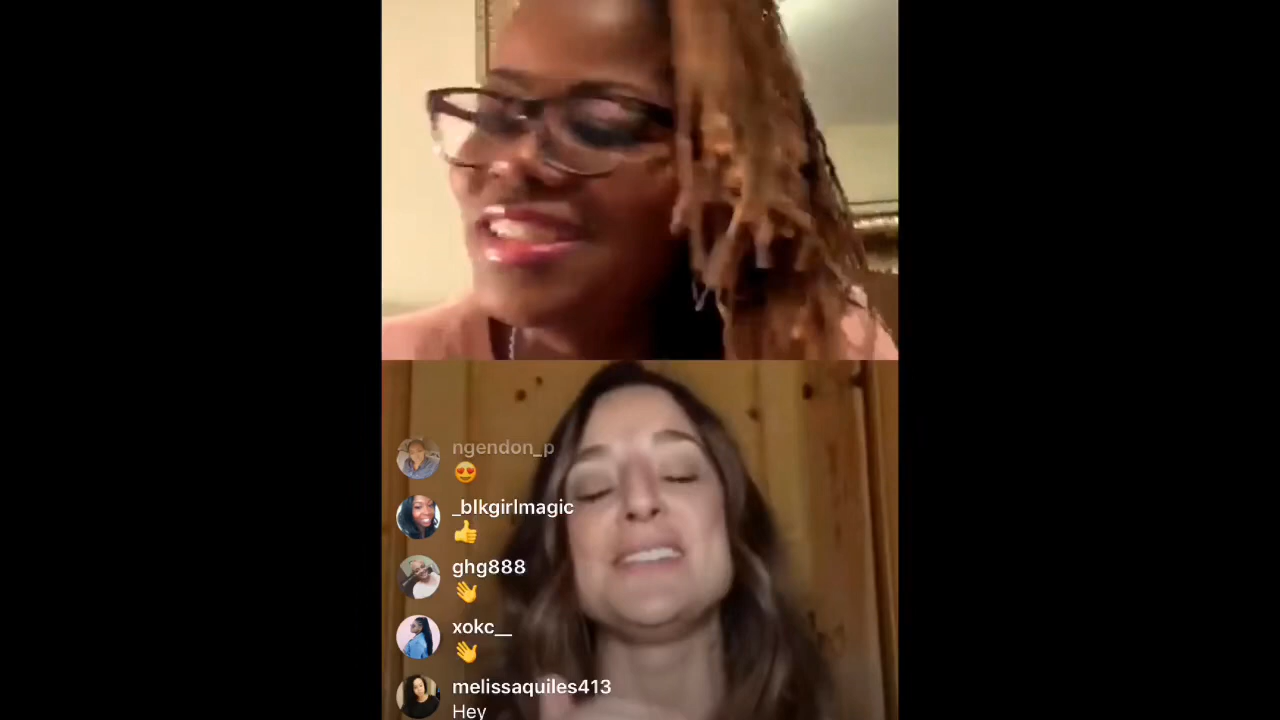 ngendon_p
😍
_blkgirlmagic
👍
ghg888
👋
xokc__
👋
melissaquiles413
Hey